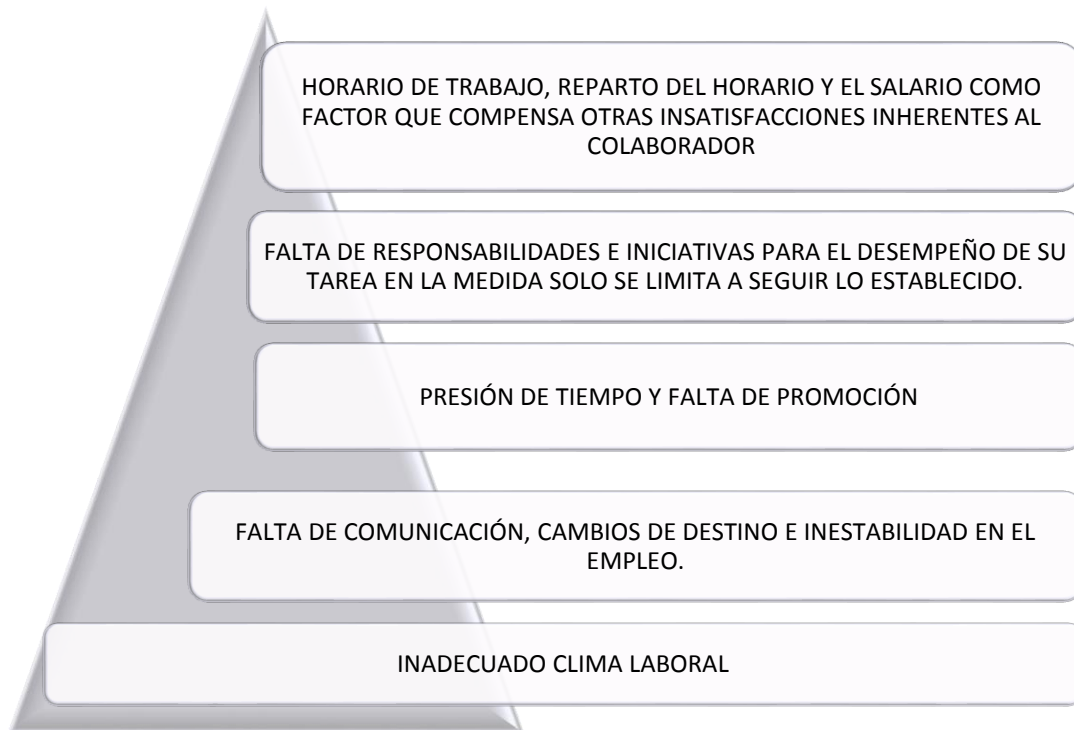 HORARIO DE TRABAJO, REPARTO DEL HORARIO Y EL SALARIO COMO
FACTOR QUE COMPENSA OTRAS INSATISFACCIONES INHERENTES AL
COLABORADOR
FALTA DE RESPONSABILIDADES E INICIATIVAS PARA EL DESEMPEÑO DE SU
TAREA EN LA MEDIDA SOLO SE LIMITA A SEGUIR LO ESTABLECIDO.
PRESIÓN DE TIEMPO Y FALTA DE PROMOCIÓN
FALTA DE COMUNICACIÓN, CAMBIOS DE DESTINO E INESTABILIDAD EN EL
EMPLEO.
INADECUADO CLIMA LABORAL